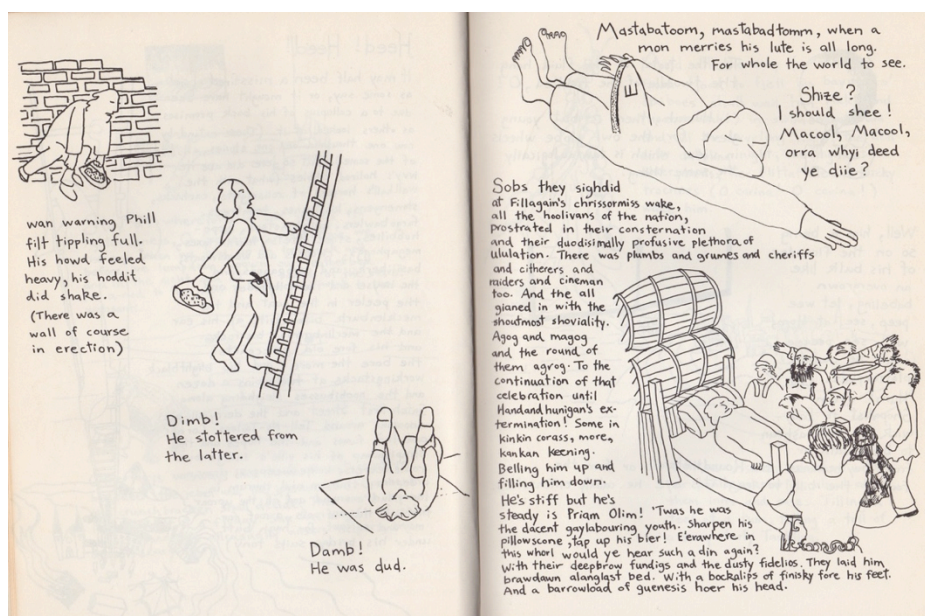 wan warning Phill
filt tippling full.
His howd feeled
heavy, his hoddit
did shake.
(There was a
wall of course
in erection)
Dimb!
He stottered from
the latter.
Damb!
He was dud.
Mastabatoom, mastabadtomm, when a
mon merries his lute is all long.
For whole the world to see.
Shize?
I should shee!
Macool, Macool,
orra whyi deed
ye diie?
Sobs they sighdid
at Fillagain's chrissormiss wake,
all the hoolivans of the nation,
prostrated in their consternation
and their duodisimally profusive plethora of
ululation. There was plumbs and grumes and cheriffs
and citherers and
raiders and cineman
too. And the all
gianed in with the
shoutmost shoviality.
Agog and magog
and the round of
them agrog. To the
continuation of that
celebration until
Handandhunigan's ex-
termination! Some in
kinkin corass, more,
kankan keening.
Belling him up and
filling him down.
He's stiff but he's
steady is Priam Olim! 'Twas he was
the dacent gaylabouring youth. Sharpen his
pillowscone, tap up his bier! E'erawhere in
this whorl would ye hear such a din again?
With their deepbrow fundigs and the dusty fidelios. They laid him
brawdawn alanglast bed. With a bockalips of finisky fore his feet.
And a barrowload of guenesis hoer his head.